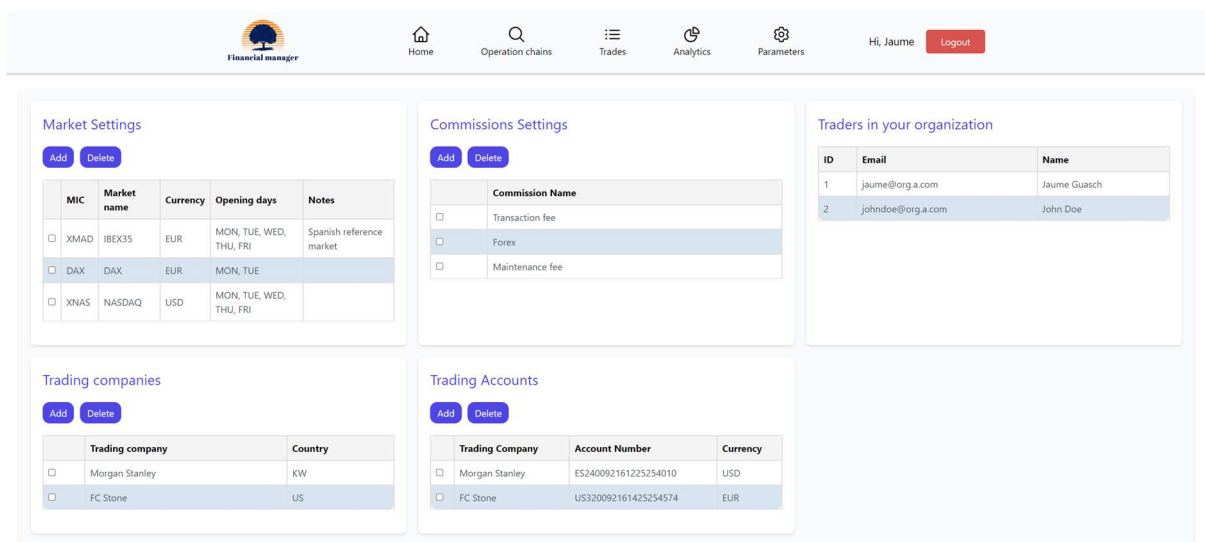 Financial manager
Home
Operation chains
Trades
Analytics
Parameters
Hi, Jaume
Logout
Market Settings
Add Delete
MIC Market name Currency Opening days Notes
XMAD IBEX35 EUR MON, TUE, WED, THU, FRI Spanish reference market
DAX DAX EUR MON, TUE
XNAS NASDAQ USD MON, TUE, WED, THU, FRI
Commissions Settings
Add Delete
Commission Name
Transaction fee
Forex
Maintenance fee
Traders in your organization
ID Email Name
1 jaume@org.a.com Jaume Guasch
2 johndoe@org.a.com John Doe
Trading companies
Add Delete
Trading company Country
Morgan Stanley KW
FC Stone US
Trading Accounts
Add Delete
Trading Company Account Number Currency
Morgan Stanley ES240092161225254010 USD
FC Stone US320092161425254574 EUR